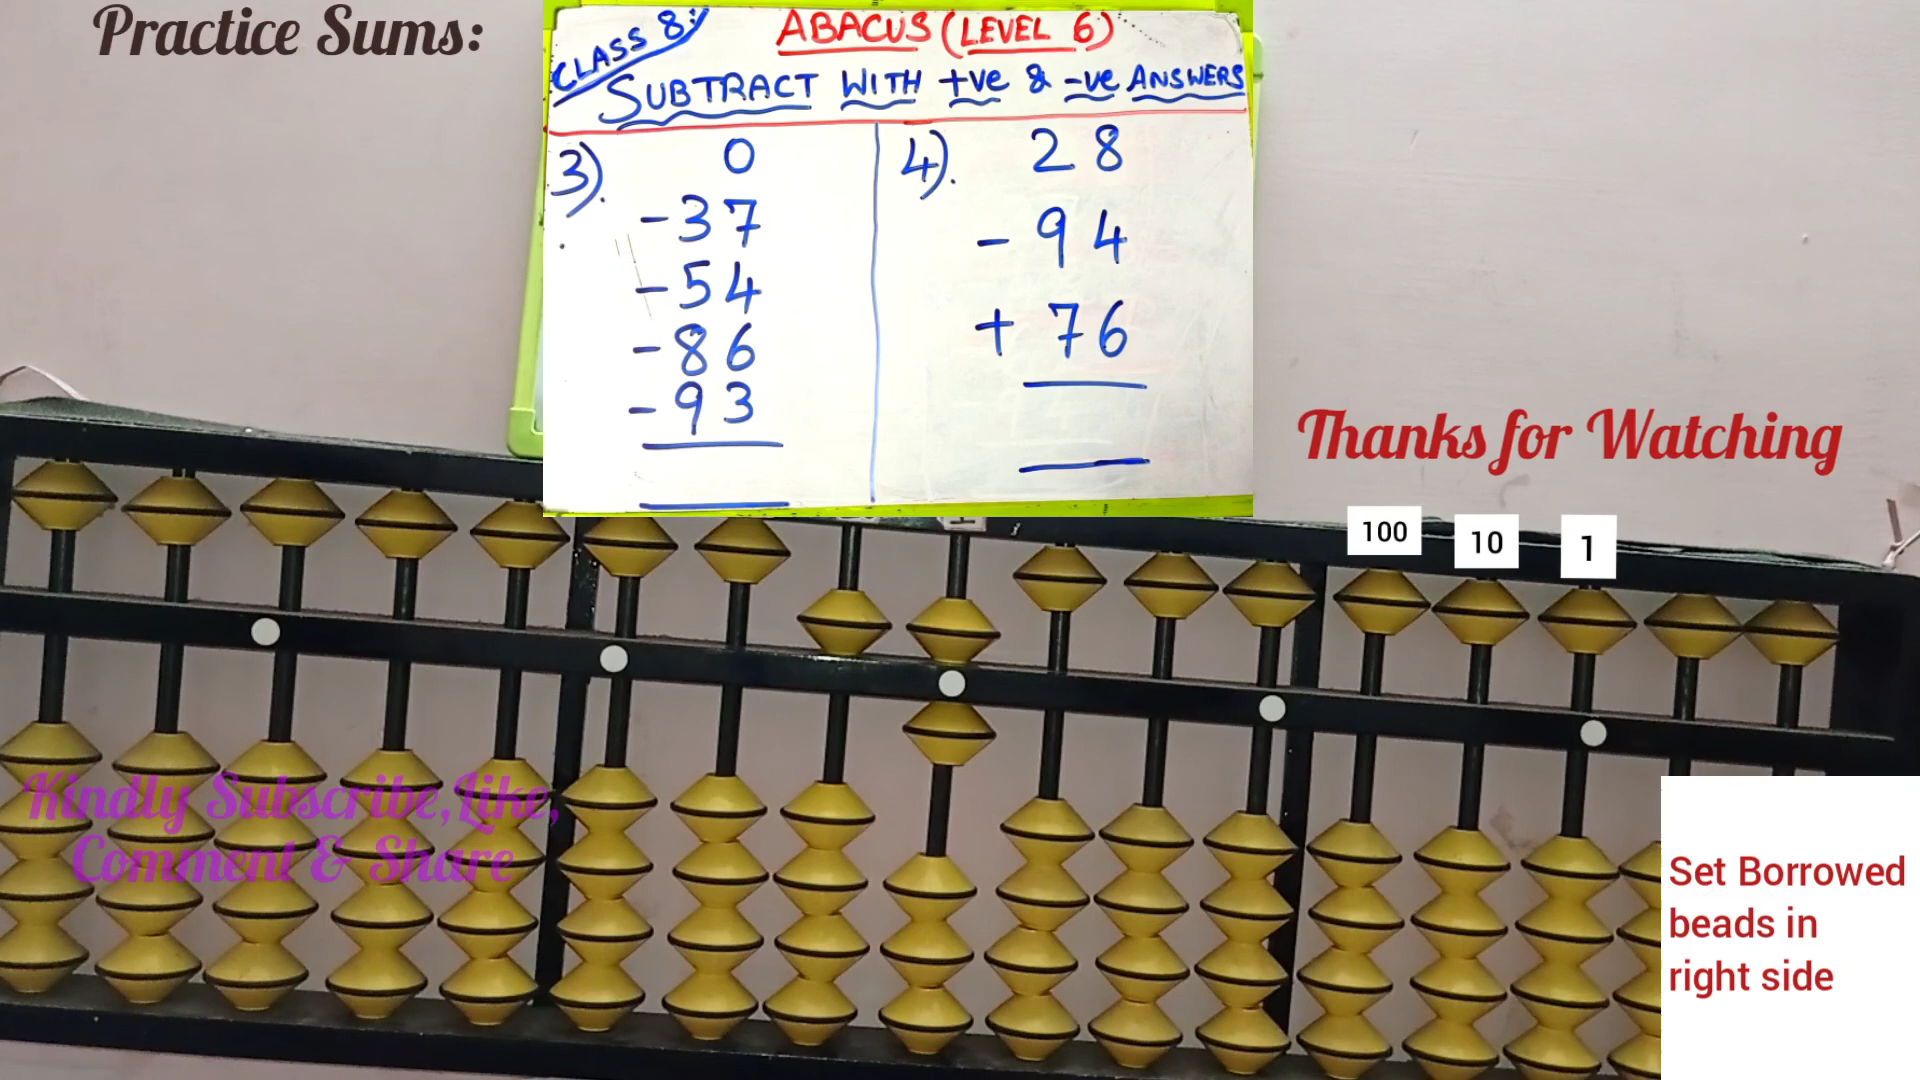 Practice Sums:
CLASS 8:
ABACUS (LEVEL 6)
SUBTRACT WITH +ve & -ve ANSWERS
3).
0
-37
-54
-86
-93
4).
28
-94
+76
Thanks for Watching
100
10
1
Kindly Subscribe,Like,
Comment & Share
Set Borrowed
beads in
right side